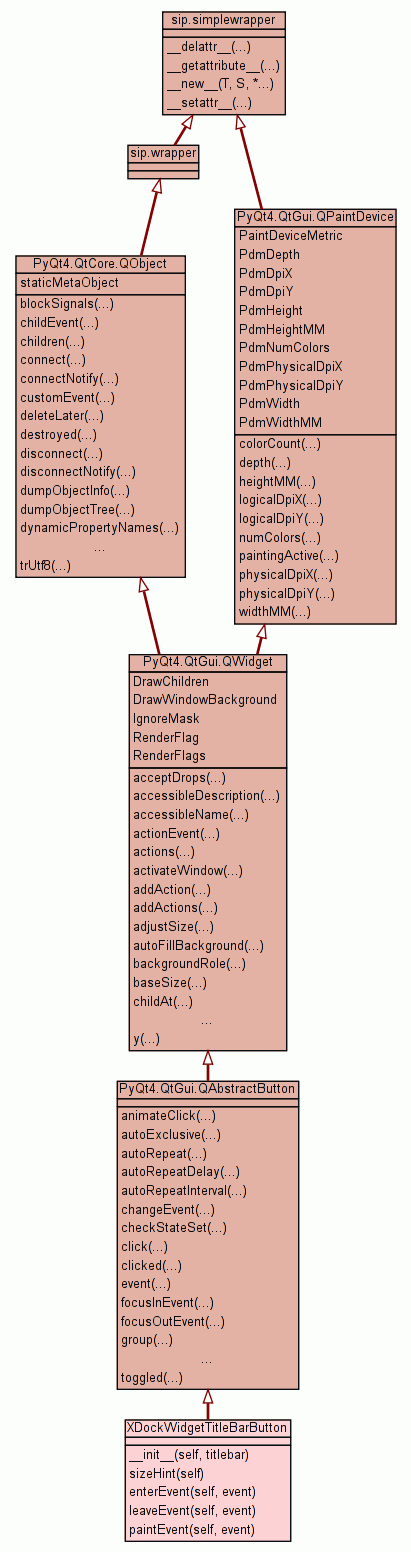 sip.simplewrapper
__delattr__(...)
__getattribute__(...)
__new__(T, S, *...)
__setattr__(...)
sip.wrapper
PyQt4.QtGui.QPaintDevice
PaintDeviceMetric
PdmDepth
PdmDpiX
PdmDpiY
PdmHeight
PdmHeightMM
PdmNumColors
PdmPhysicalDpiX
PdmPhysicalDpiY
PdmWidth
PdmWidthMM
colorCount(...)
depth(...)
heightMM(...)
logicalDpiX(...)
logicalDpiY(...)
numColors(...)
paintingActive(...)
physicalDpiX(...)
physicalDpiY(...)
widthMM(...)
PyQt4.QtCore.QObject
staticMetaObject
blockSignals(...)
childEvent(...)
children(...)
connect(...)
connectNotify(...)
customEvent(...)
deleteLater(...)
destroyed(...)
disconnect(...)
disconnectNotify(...)
dumpObjectInfo(...)
dumpObjectTree(...)
dynamicPropertyNames(...)
...
trUtf8(...)
PyQt4.QtGui.QWidget
DrawChildren
DrawWindowBackground
IgnoreMask
RenderFlag
RenderFlags
acceptDrops(...)
accessibleDescription(...)
accessibleName(...)
actionEvent(...)
actions(...)
activateWindow(...)
addAction(...)
addActions(...)
adjustSize(...)
autoFillBackground(...)
backgroundRole(...)
baseSize(...)
childAt(...)
...
y(...)
PyQt4.QtGui.QAbstractButton
animateClick(...)
autoExclusive(...)
autoRepeat(...)
autoRepeatDelay(...)
autoRepeatInterval(...)
changeEvent(...)
checkStateSet(...)
click(...)
clicked(...)
event(...)
focusInEvent(...)
focusOutEvent(...)
group(...)
...
toggled(...)
XDockWidgetTitleBarButton
__init__(self, titlebar)
sizeHint(self)
enterEvent(self, event)
leaveEvent(self, event)
paintEvent(self, event)